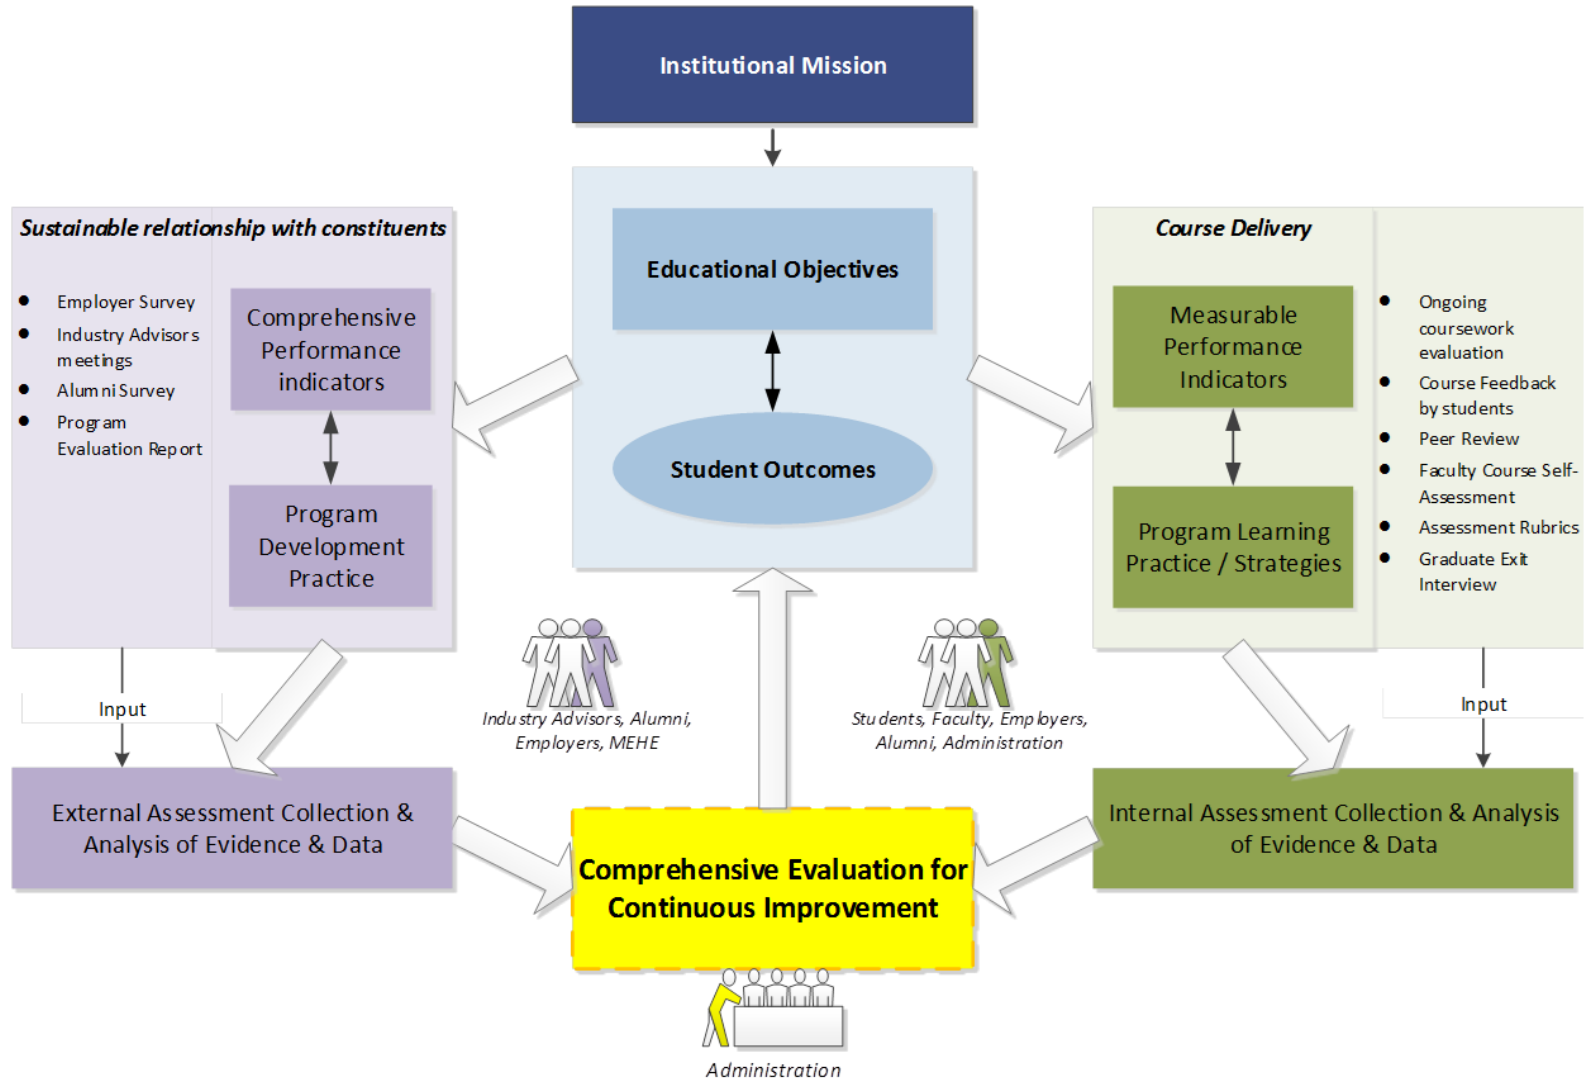 Institutional Mission
Sustainable relationship with constituents
Employer Survey
Industry Advisors
meetings
Alumni Survey
Program
Evaluation Report
Comprehensive
Performance
indicators
Program
Development
Practice
Educational Objectives
Student Outcomes
Course Delivery
Measurable
Performance
Indicators
Program Learning
Practice / Strategies
Ongoing
coursework
evaluation
Course Feedback
by students
Peer Review
Faculty Course Self-
Assessment
Assessment Rubrics
Graduate Exit
Interview
Input
Industry Advisors, Alumni,
Employers, MEHE
Students, Faculty, Employers,
Alumni, Administration
Input
External Assessment Collection &
Analysis of Evidence & Data
Comprehensive Evaluation for
Continuous Improvement
Internal Assessment Collection & Analysis
of Evidence & Data
Administration